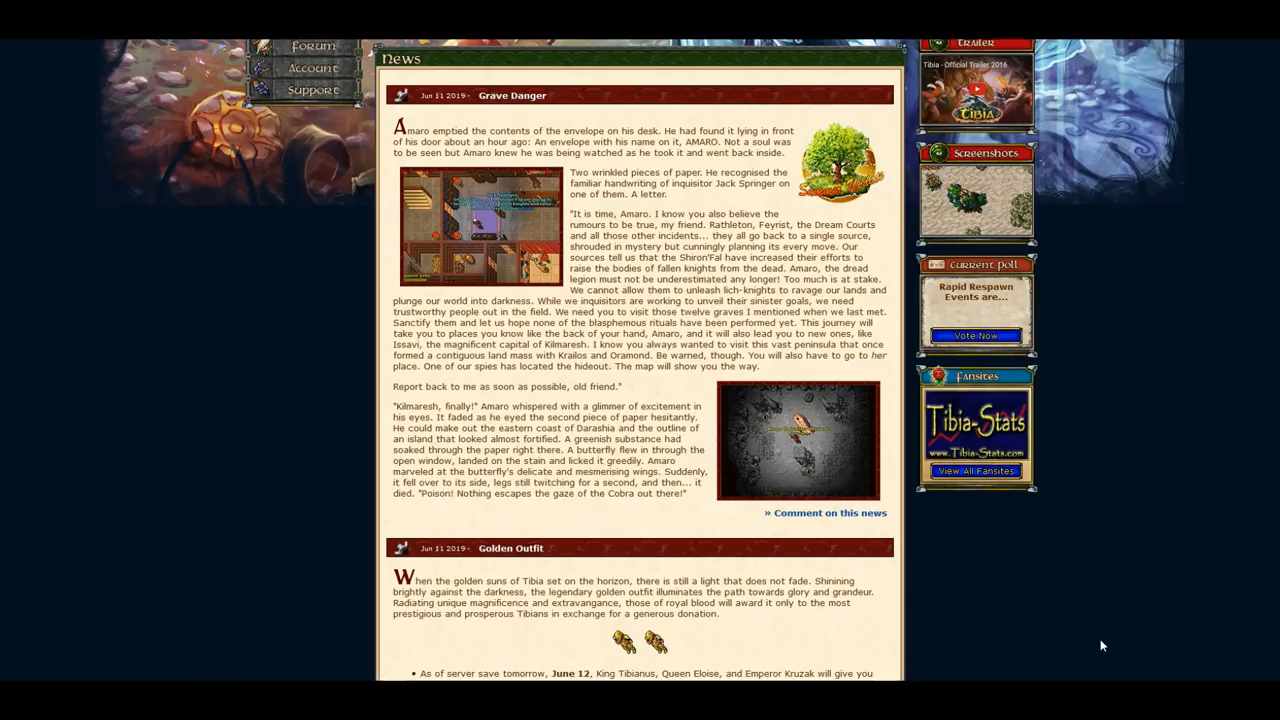 Forum
Account
Support
News
Jun 11 2019 - Grave Danger
Amaro emptied the contents of the envelope on his desk. He had found it lying in front
of his door about an hour ago: An envelope with his name on it, AMARO. Not a soul was
to be seen but Amaro knew he was being watched as he took it and went back inside.
Two wrinkled pieces of paper. He recognised the
familiar handwriting of inquisitor Jack Springer on
one of them. A letter.
Summer Update
"It is time, Amaro. I know you also believe the
rumours to be true, my friend. Rathleton, Feyrist, the Dream Courts
and all those other incidents... they all go back to a single source,
shrouded in mystery but cunningly planning its every move. Our
sources tell us that the Shiron'Fal have increased their efforts to
raise the bodies of fallen knights from the dead. Amaro, the dread
legion must not be underestimated any longer! Too much is at stake.
We cannot allow them to unleash lich-knights to ravage our lands and
plunge our world into darkness. While we inquisitors are working to unveil their sinister goals, we need
trustworthy people out in the field. We need you to visit those twelve graves I mentioned when we last met.
Sanctify them and let us hope none of the blasphemous rituals have been performed yet. This journey will
take you to places you know like the back of your hand, Amaro, and it will also lead you to new ones, like
Issavi, the magnificent capital of Kilmaresh. I know you always wanted to visit this vast peninsula that once
formed a contiguous land mass with Krailos and Oramond. Be warned, though. You will also have to go to her
place. One of our spies has located the hideout. The map will show you the way.
Report back to me as soon as possible, old friend."
"Kilmaresh, finally!" Amaro whispered with a glimmer of excitement in
his eyes. It faded as he eyed the second piece of paper hesitantly.
He could make out the eastern coast of Darashia and the outline of
an island that looked almost fortified. A greenish substance had
soaked through the paper right there. A butterfly flew in through the
open window, landed on the stain and licked it greedily. Amaro
marveled at the butterfly's delicate and mesmerising wings. Suddenly,
it fell over to its side, legs still twitching for a second, and then... it
died. "Poison! Nothing escapes the gaze of the Cobra out there!"
» Comment on this news
Jun 11 2019 - Golden Outfit
When the golden suns of Tibia set on the horizon, there is still a light that does not fade. Shinining
brightly against the darkness, the legendary golden outfit illuminates the path towards glory and grandeur.
Radiating unique magnificence and extravangance, those of royal blood will award it only to the most
prestigious and prosperous Tibians in exchange for a generous donation.
• As of server save tomorrow, June 12, King Tibianus, Queen Eloise, and Emperor Kruzak will give you
Trailer
Tibia - Official Trailer 2016
TIBIA
Screenshots
Current Poll
Rapid Respawn
Events are...
Vote Now
Fansites
Tibia-Stats
www.Tibia-Stats.com
View All Fansites